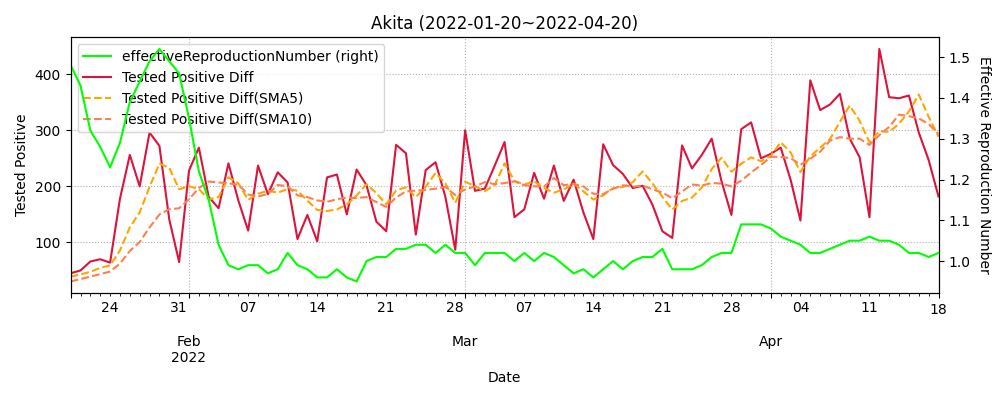 Akita (2022-01-20~2022-04-20)
effectiveReproductionNumber (right)
Tested Positive Diff
Tested Positive Diff(SMA5)
Tested Positive Diff(SMA10)
Tested Positive
400
300
200
100
Effective Reproduction Number
1.5
1.4
1.3
1.2
1.1
1.0
24 31 07 14 21 28 07 14 21 28 04 11 18
Feb Mar Apr
2022
Date